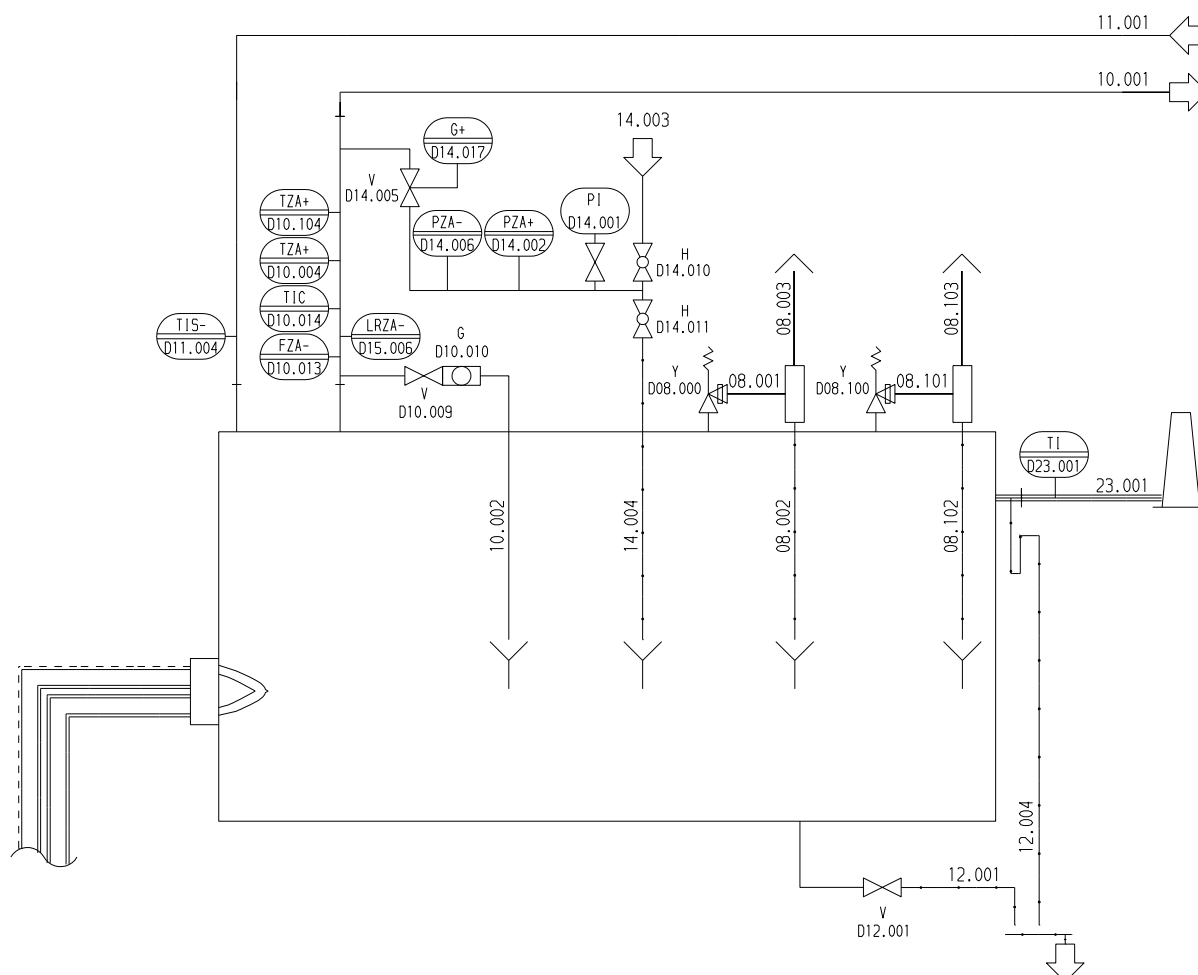 11.001
10.001
14.003
G+
D14.017
V
D14.005
TZA+
D10.104
PZA-
D14.006
PZA+
D14.002
PI
D14.001
TZA+
D10.004
H
D14.010
TIC
D10.014
H
D14.011
08.003
08.103
TIS-
D11.004
LRZA-
D15.006
FZA-
D10.013
G
D10.010
V
D10.009
Y
D08.000
08.001
Y
D08.100
08.101
TI
D23.001
23.001
10.002
14.004
08.002
08.102
12.004
12.001
V
D12.001